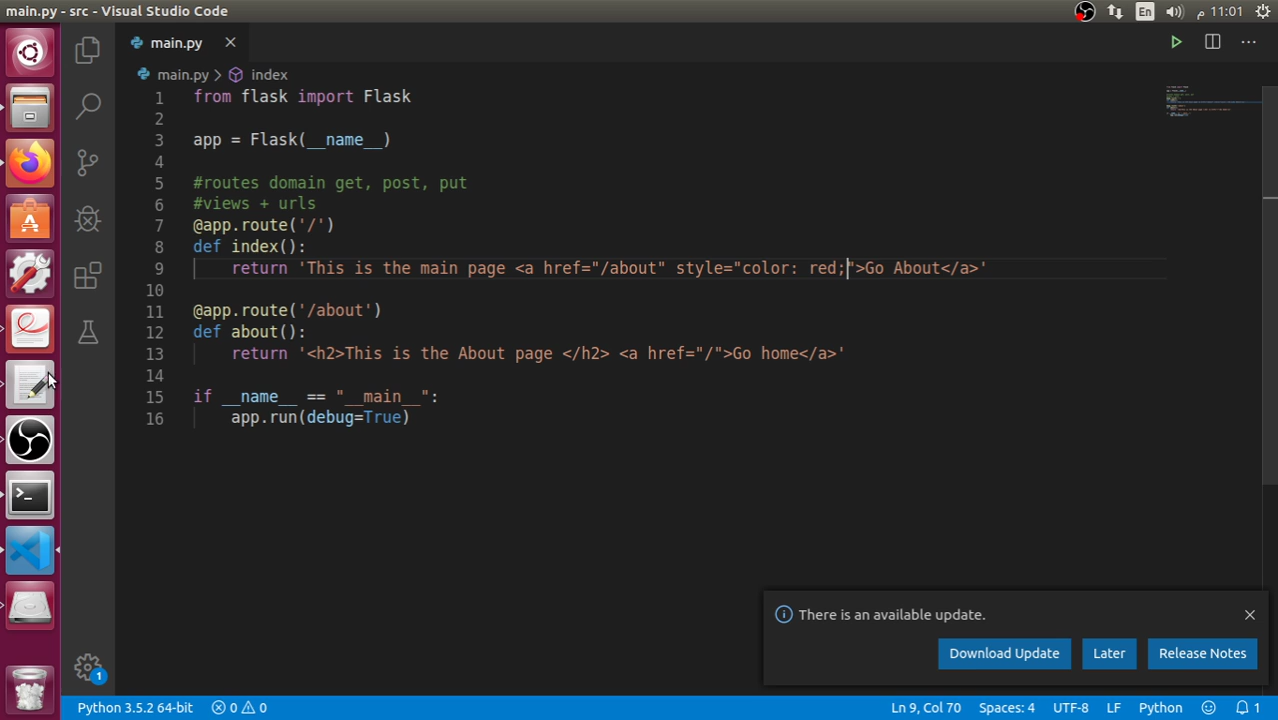 main.py - src - Visual Studio Code
En
11:01 م
main.py
main.py > index
1 from flask import Flask
2
3 app = Flask(__name__)
4
5 #routes domain get, post, put
6 #views + urls
7 @app.route('/')
8 def index():
9 return 'This is the main page <a href="/about" style="color: red;">Go About</a>'
10
11 @app.route('/about')
12 def about():
13 return '<h2>This is the About page </h2> <a href="/">Go home</a>'
14
15 if __name__ == "__main__":
16 app.run(debug=True)
There is an available update.
Download Update
Later
Release Notes
1
Python 3.5.2 64-bit
0
0
Ln 9, Col 70
Spaces: 4
UTF-8
LF
Python
1